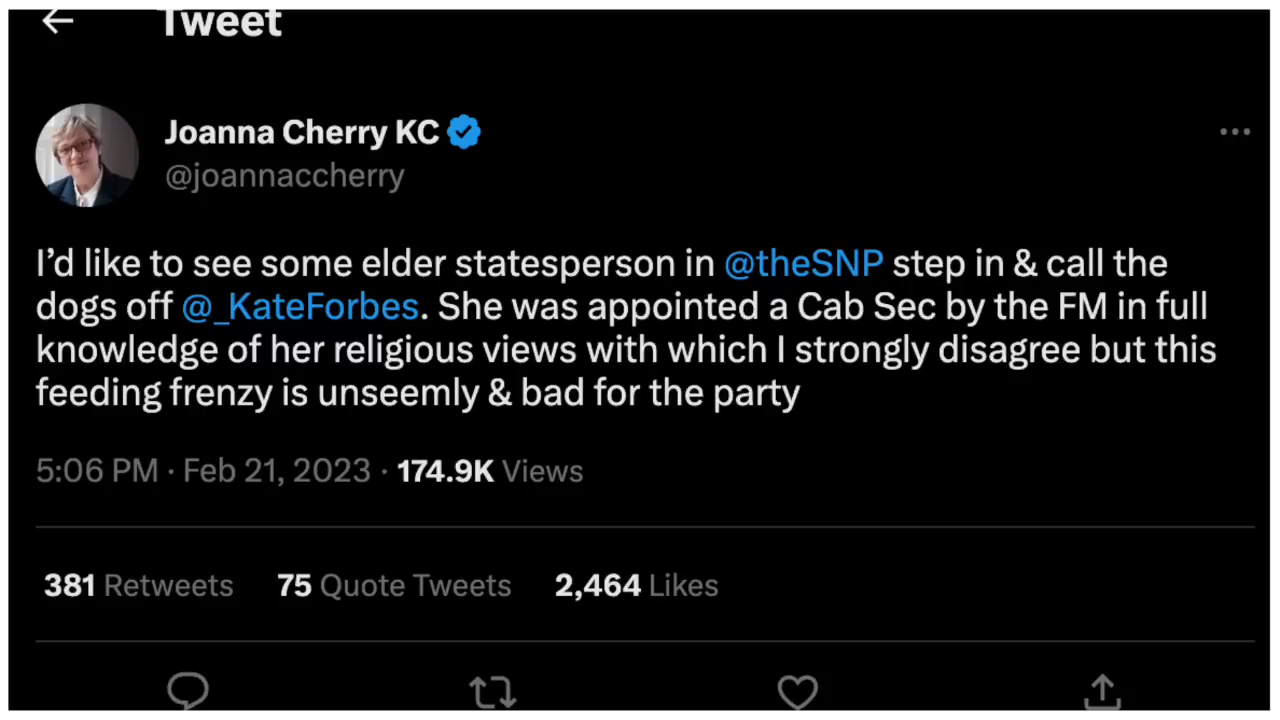 Tweet
Joanna Cherry KC
@joannaccherry
I'd like to see some elder statesperson in @theSNP step in & call the
dogs off @_KateForbes. She was appointed a Cab Sec by the FM in full
knowledge of her religious views with which I strongly disagree but this
feeding frenzy is unseemly & bad for the party
5:06 PM · Feb 21, 2023 · 174.9K Views
381 Retweets 75 Quote Tweets 2,464 Likes